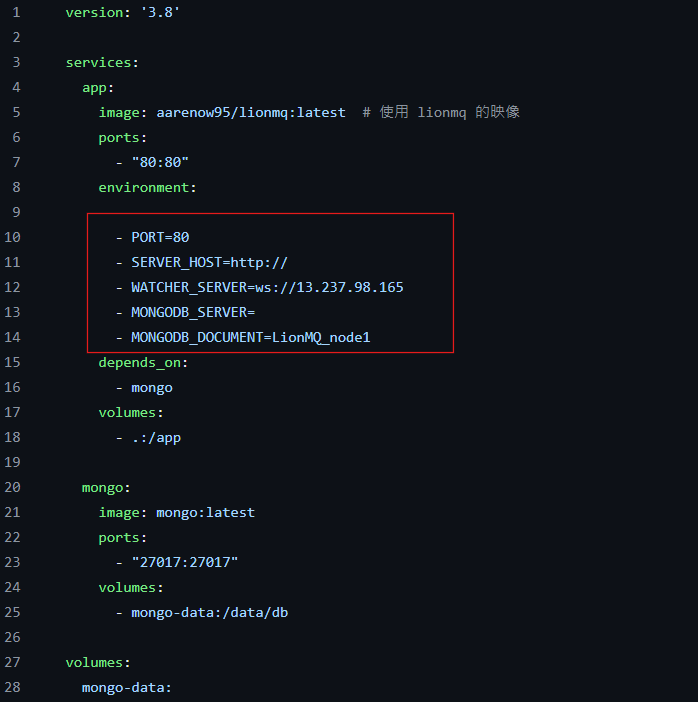 1 version: '3.8'
2
3 services:
4   app:
5     image: aarenow95/lionmq:latest  # 使用 lionmq 的映像
6     ports:
7       - "80:80"
8     environment:
9
10       - PORT=80
11       - SERVER_HOST=http://
12       - WATCHER_SERVER=ws://13.237.98.165
13       - MONGODB_SERVER=
14       - MONGODB_DOCUMENT=LionMQ_node1
15     depends_on:
16       - mongo
17     volumes:
18       - .:/app
19
20   mongo:
21     image: mongo:latest
22     ports:
23       - "27017:27017"
24     volumes:
25       - mongo-data:/data/db
26
27 volumes:
28   mongo-data: